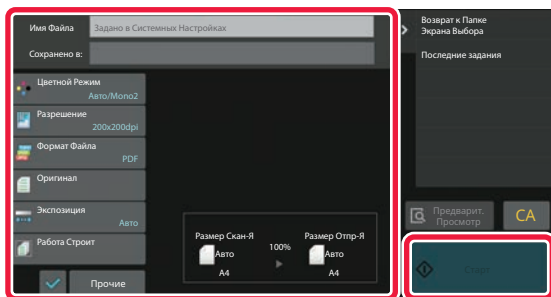 Имя Файла
Задано в Системных Настройках
Сохранено в:
Цветной Режим
Авто/Mono2
Разрешение
200x200dpi
Формат Файла
PDF
Оригинал
Экспозиция
Авто
Работа Строит
Прочие
Размер Скан-Я
Авто
A4
100%
Размер Отпр-Я
Авто
A4
Возврат к Папке
Экрана Выбора
Последние задания
Предварит.
Просмотр
CA
Старт